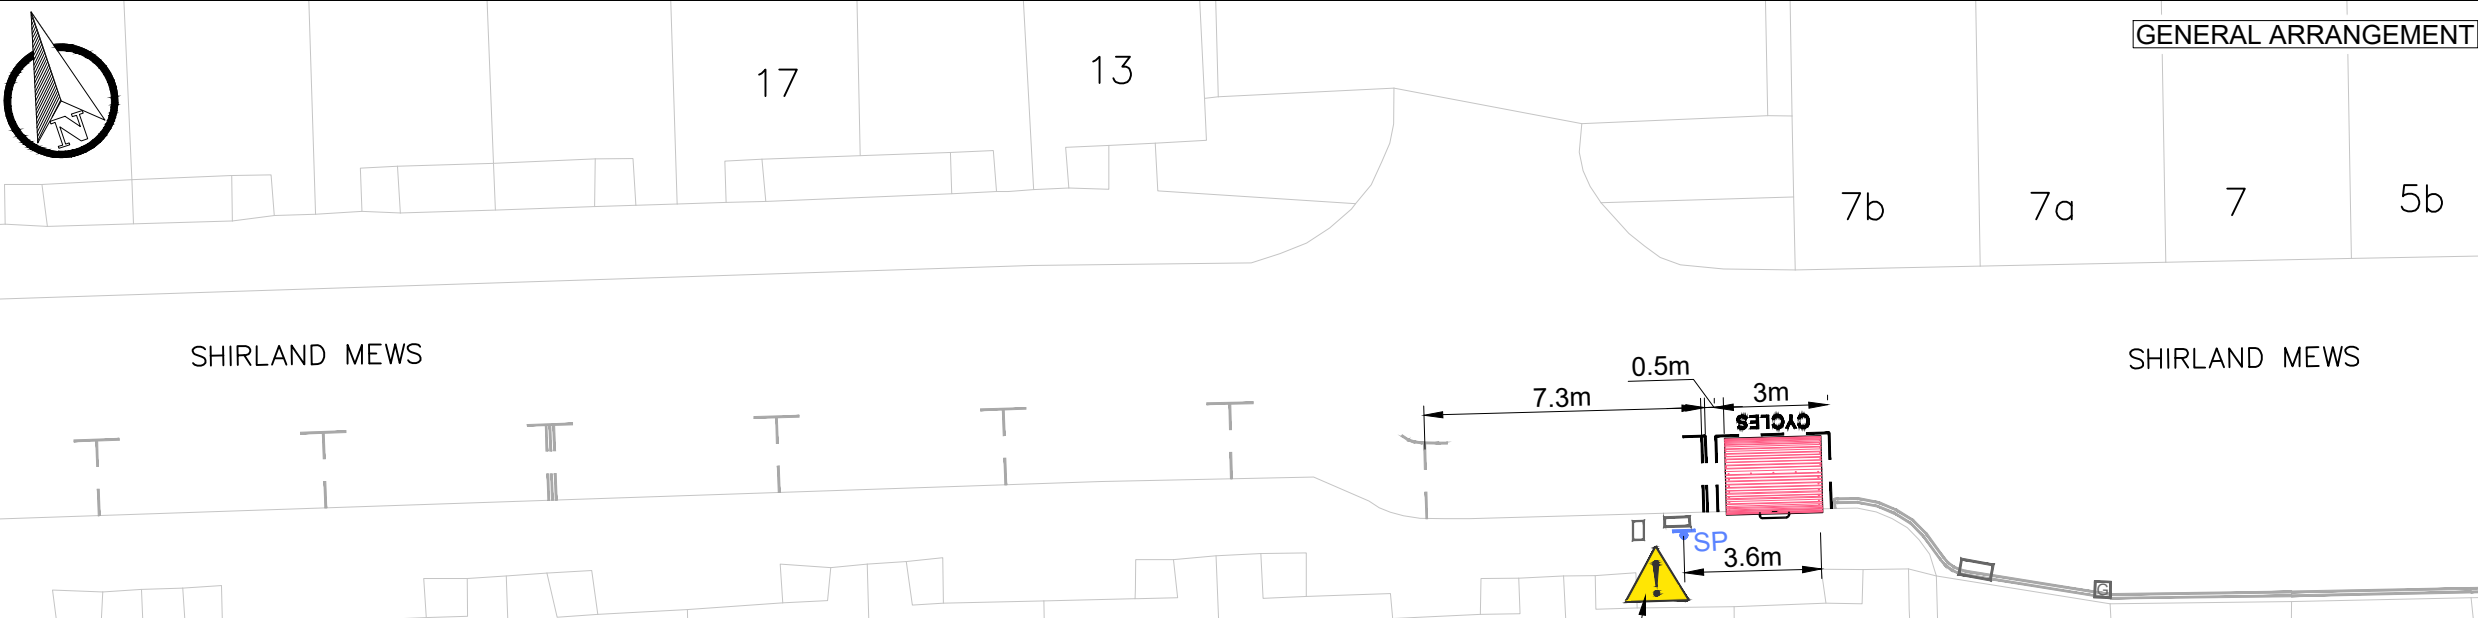 GENERAL ARRANGEMENT
N
17
13
7b
7a
7
5b
SHIRLAND MEWS
SHIRLAND MEWS
0.5m
7.3m
3m
CYCLES
SP
3.6m
!
G